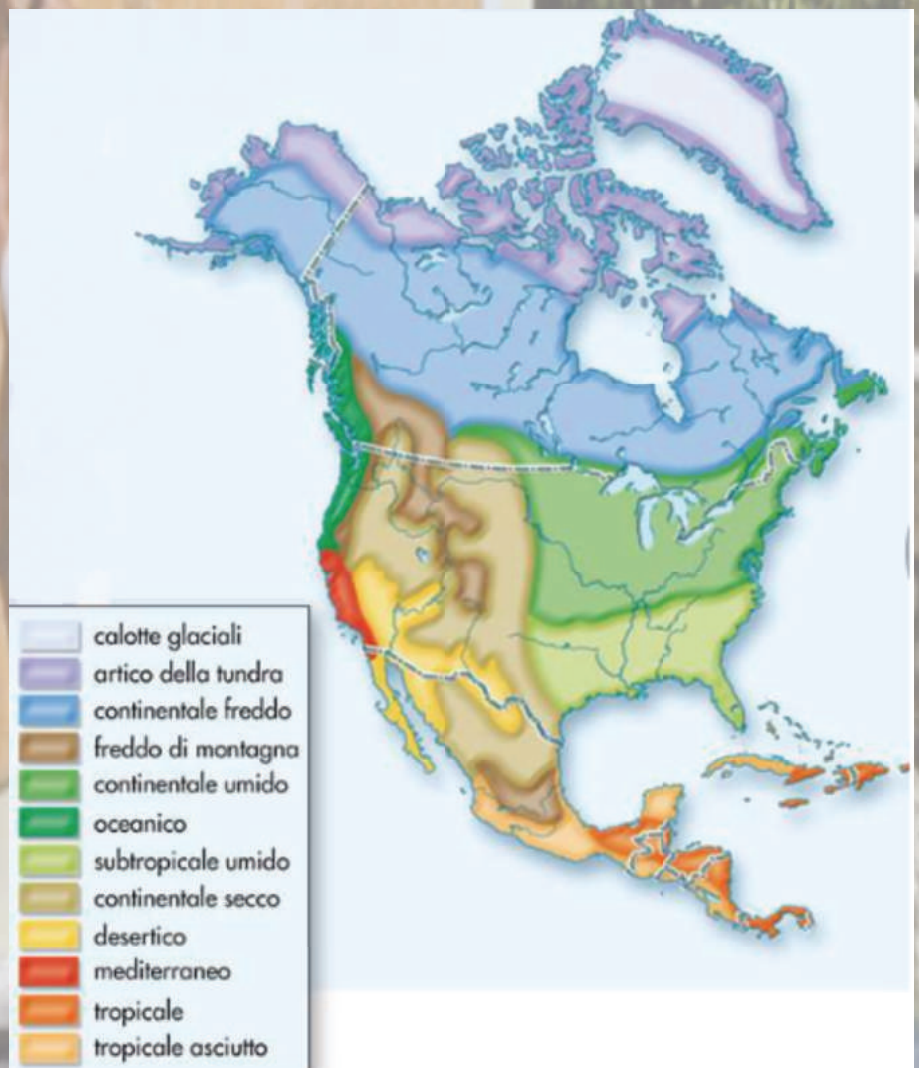 calotte glaciali
artico della tundra
continentale freddo
freddo di montagna
continentale umido
oceanico
subtropicale umido
continentale secco
desertico
mediterraneo
tropicale
tropicale asciutto